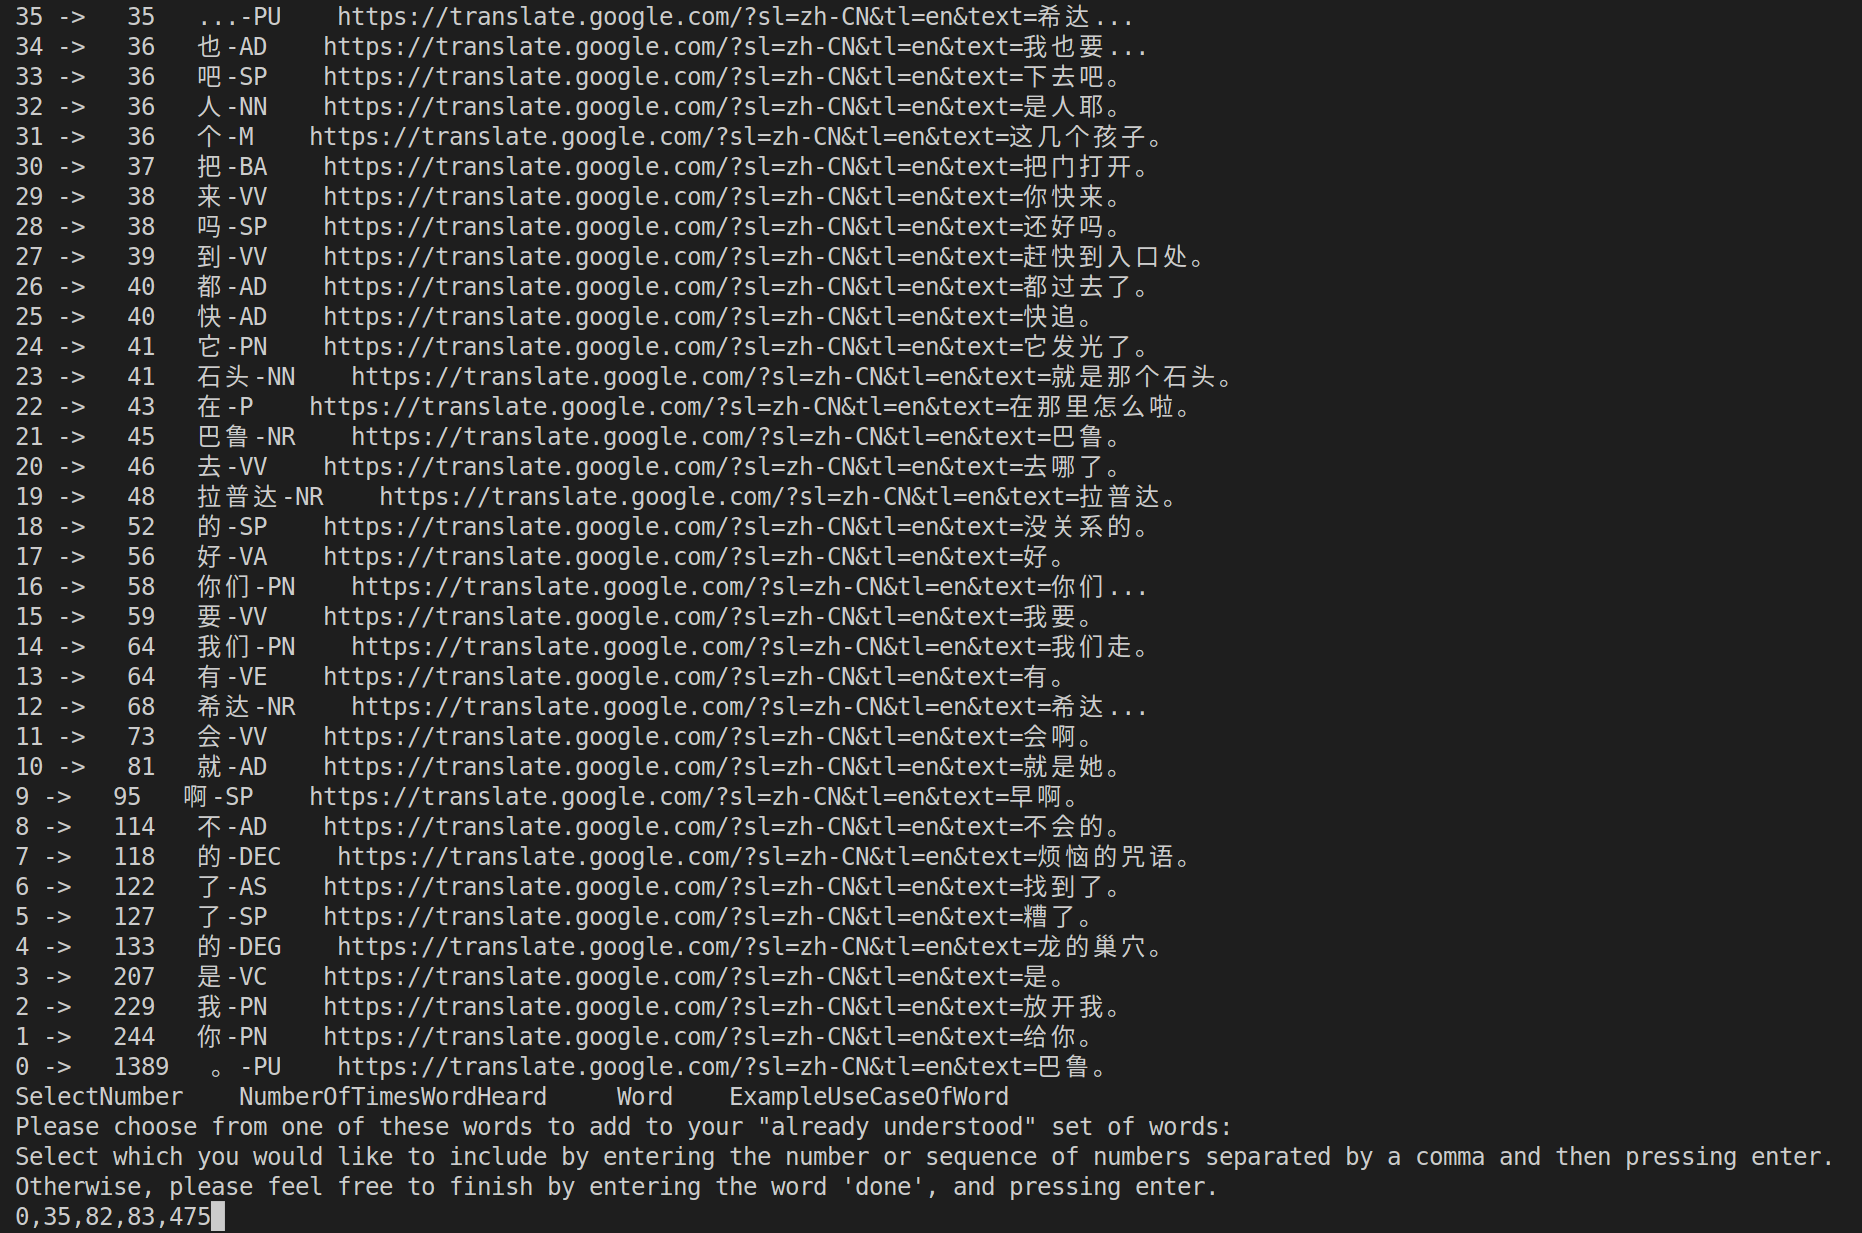 35 ->   35   ...-PU    https://translate.google.com/?sl=zh-CN&tl=en&text=希达...
34 ->   36   也-AD    https://translate.google.com/?sl=zh-CN&tl=en&text=我也要...
33 ->   36   吧-SP    https://translate.google.com/?sl=zh-CN&tl=en&text=下去吧。
32 ->   36   人-NN    https://translate.google.com/?sl=zh-CN&tl=en&text=是人耶。
31 ->   36   个-M    https://translate.google.com/?sl=zh-CN&tl=en&text=这几个孩子。
30 ->   37   把-BA    https://translate.google.com/?sl=zh-CN&tl=en&text=把门打开。
29 ->   38   来-VV    https://translate.google.com/?sl=zh-CN&tl=en&text=你快来。
28 ->   38   吗-SP    https://translate.google.com/?sl=zh-CN&tl=en&text=还好吗。
27 ->   39   到-VV    https://translate.google.com/?sl=zh-CN&tl=en&text=赶快到入口处。
26 ->   40   都-AD    https://translate.google.com/?sl=zh-CN&tl=en&text=都过去了。
25 ->   40   快-AD    https://translate.google.com/?sl=zh-CN&tl=en&text=快追。
24 ->   41   它-PN    https://translate.google.com/?sl=zh-CN&tl=en&text=它发光了。
23 ->   41   石头-NN    https://translate.google.com/?sl=zh-CN&tl=en&text=就是那个石头。
22 ->   43   在-P    https://translate.google.com/?sl=zh-CN&tl=en&text=在那里怎么啦。
21 ->   45   巴鲁-NR    https://translate.google.com/?sl=zh-CN&tl=en&text=巴鲁。
20 ->   46   去-VV    https://translate.google.com/?sl=zh-CN&tl=en&text=去哪了。
19 ->   48   拉普达-NR    https://translate.google.com/?sl=zh-CN&tl=en&text=拉普达。
18 ->   52   的-SP    https://translate.google.com/?sl=zh-CN&tl=en&text=没关系的。
17 ->   56   好-VA    https://translate.google.com/?sl=zh-CN&tl=en&text=好。
16 ->   58   你们-PN    https://translate.google.com/?sl=zh-CN&tl=en&text=你们...
15 ->   59   要-VV    https://translate.google.com/?sl=zh-CN&tl=en&text=我要。
14 ->   64   我们-PN    https://translate.google.com/?sl=zh-CN&tl=en&text=我们走。
13 ->   64   有-VE    https://translate.google.com/?sl=zh-CN&tl=en&text=有。
12 ->   68   希达-NR    https://translate.google.com/?sl=zh-CN&tl=en&text=希达...
11 ->   73   会-VV    https://translate.google.com/?sl=zh-CN&tl=en&text=会啊。
10 ->   81   就-AD    https://translate.google.com/?sl=zh-CN&tl=en&text=就是她。
9 ->   95   啊-SP    https://translate.google.com/?sl=zh-CN&tl=en&text=早啊。
8 ->   114   不-AD    https://translate.google.com/?sl=zh-CN&tl=en&text=不会的。
7 ->   118   的-DEC    https://translate.google.com/?sl=zh-CN&tl=en&text=烦恼的咒语。
6 ->   122   了-AS    https://translate.google.com/?sl=zh-CN&tl=en&text=找到了。
5 ->   127   了-SP    https://translate.google.com/?sl=zh-CN&tl=en&text=糟了。
4 ->   133   的-DEG    https://translate.google.com/?sl=zh-CN&tl=en&text=龙的巢穴。
3 ->   207   是-VC    https://translate.google.com/?sl=zh-CN&tl=en&text=是。
2 ->   229   我-PN    https://translate.google.com/?sl=zh-CN&tl=en&text=放开我。
1 ->   244   你-PN    https://translate.google.com/?sl=zh-CN&tl=en&text=给你。
0 ->   1389   。-PU    https://translate.google.com/?sl=zh-CN&tl=en&text=巴鲁。
SelectNumber    NumberOfTimesWordHeard     Word    ExampleUseCaseOfWord
Please choose from one of these words to add to your "already understood" set of words:
Select which you would like to include by entering the number or sequence of numbers separated by a comma and then pressing enter.
Otherwise, please feel free to finish by entering the word 'done', and pressing enter.
0,35,82,83,475